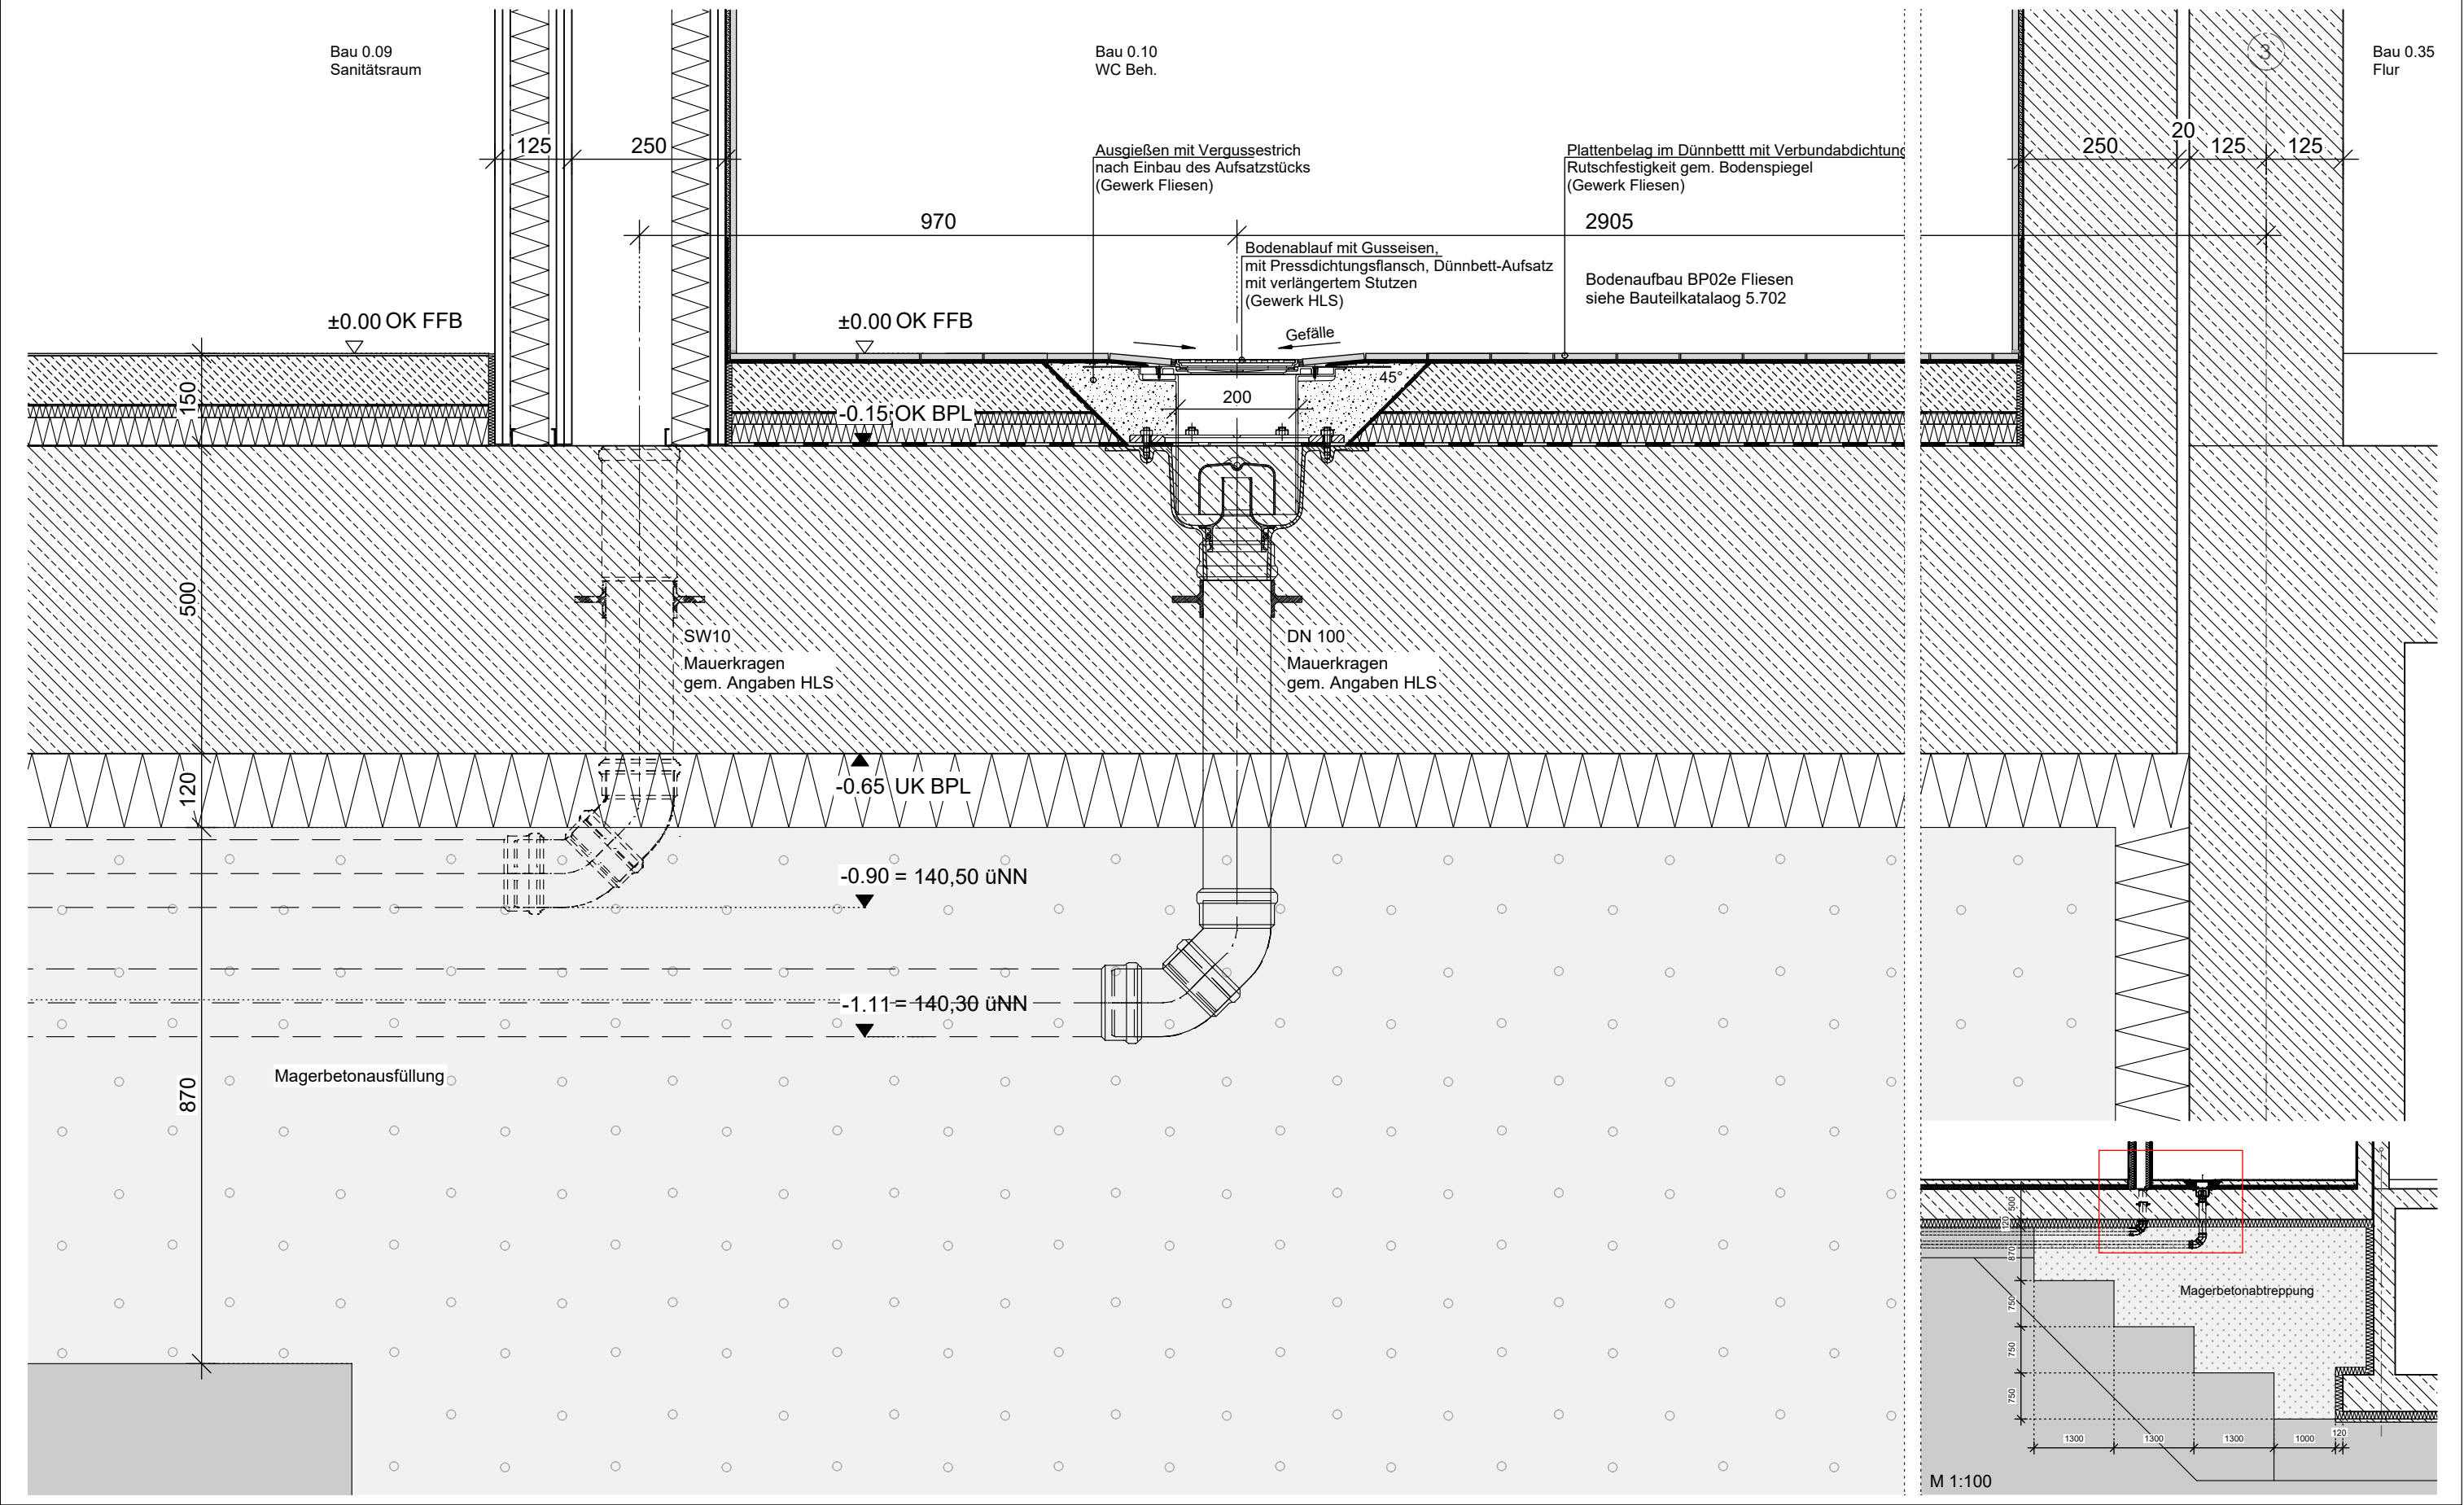 Bau 0.09
Sanitätsraum
Bau 0.10
WC Beh.
3
Bau 0.35
Flur
125
250
Ausgießen mit Vergussestrich
nach Einbau des Aufsatzstücks
(Gewerk Fliesen)
Plattenbelag im Dünnbettt mit Verbundabdichtung
Rutschfestigkeit gem. Bodenspiegel
(Gewerk Fliesen)
250
20
125
125
970
2905
Bodenablauf mit Gusseisen,
mit Pressdichtungsflansch, Dünnbett-Aufsatz
mit verlängertem Stutzen
(Gewerk HLS)
Bodenaufbau BP02e Fliesen
siehe Bauteilkatalaog 5.702
±0.00 OK FFB
±0.00 OK FFB
Gefälle
45°
150
-0.15 OK BPL
200
500
SW10
Mauerkragen
gem. Angaben HLS
DN 100
Mauerkragen
gem. Angaben HLS
120
-0.65 UK BPL
-0.90 = 140,50 üNN
-1.11 = 140,30 üNN
Magerbetonausfüllung
870
500
120
870
750
750
750
Magerbetonabtreppung
1300
1300
1300
1000
120
M 1:100